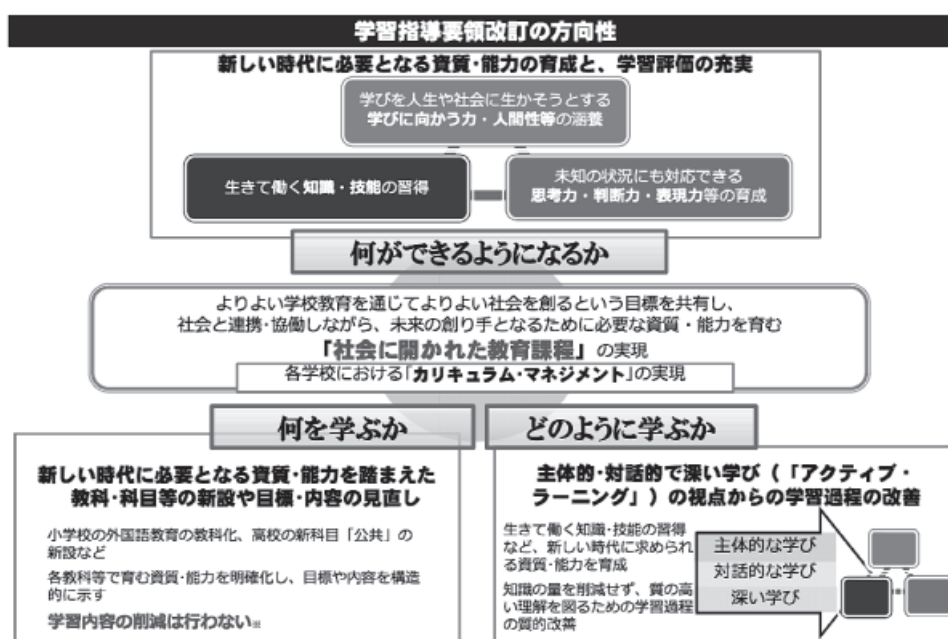 学習指導要領改訂の方向性
新しい時代に必要となる資質・能力の育成と、学習評価の充実
学びを人生や社会に生かそうとする
学びに向かう力・人間性等の涵養
生きて働く知識・技能の習得
未知の状況にも対応できる
思考力・判断力・表現力等の育成
何ができるようになるか
よりよい学校教育を通じてよりよい社会を創るという目標を共有し、
社会と連携・協働しながら、未来の創り手となるために必要な資質・能力を育む
「社会に開かれた教育課程」の実現
各学校における「カリキュラム・マネジメント」の実現
何を学ぶか
新しい時代に必要となる資質・能力を踏まえた
教科・科目等の新設や目標・内容の見直し
小学校の外国語教育の教科化、高校の新科目「公共」の
新設など
各教科等で育む資質・能力を明確化し、目標や内容を構造
的に示す
学習内容の削減は行わない※
どのように学ぶか
主体的・対話的で深い学び（「アクティブ・
ラーニング」）の視点からの学習過程の改善
生きて働く知識・技能の習得
など、新しい時代に求められ
る資質・能力を育成
知識の量を削減せず、質の高
い理解を図るための学習過程
の質的改善
主体的な学び
対話的な学び
深い学び